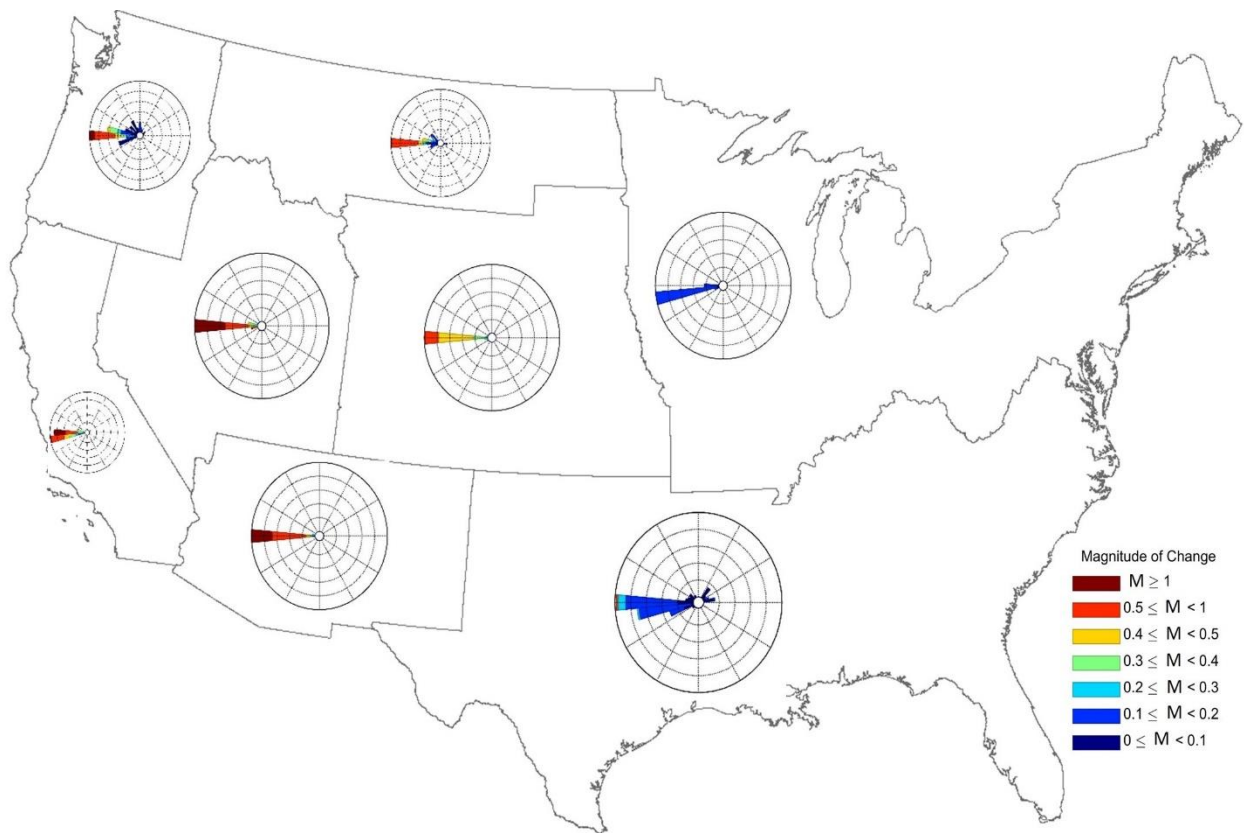 Magnitude of Change
M ≥ 1
0.5 ≤ M < 1
0.4 ≤ M < 0.5
0.3 ≤ M < 0.4
0.2 ≤ M < 0.3
0.1 ≤ M < 0.2
0 ≤ M < 0.1